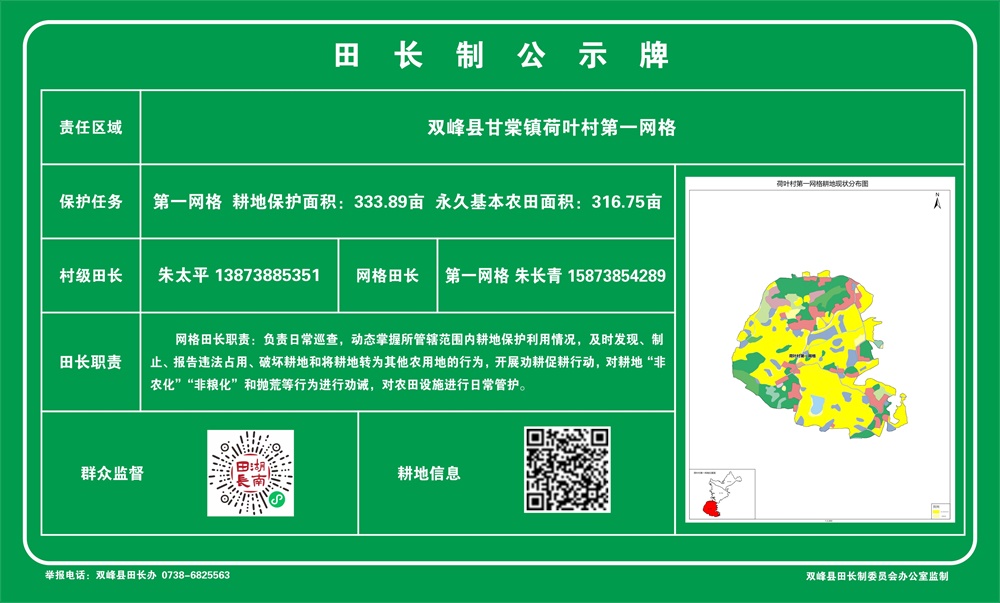 田长制公示牌
责任区域
双峰县甘棠镇荷叶村第一网格
保护任务
第一网格 耕地保护面积：333.89亩 永久基本农田面积：316.75亩
荷叶村第一网格耕地现状分布图
N
村级田长
朱太平 13873885351
网格田长
第一网格 朱长青 15873854289
田长职责
网格田长职责：负责日常巡查，动态掌握所管辖范围内耕地保护利用情况，及时发现、制
止、报告违法占用、破坏耕地和将耕地转为其他农用地的行为，开展劝耕促耕行动，对耕地“非
农化”“非粮化”和抛荒等行为进行劝诫，对农田设施进行日常管护。
荷叶村第一网格
群众监督
湖南
田長
耕地信息
举报电话：双峰县田长办 0738-6825563
双峰县田长制委员会办公室监制